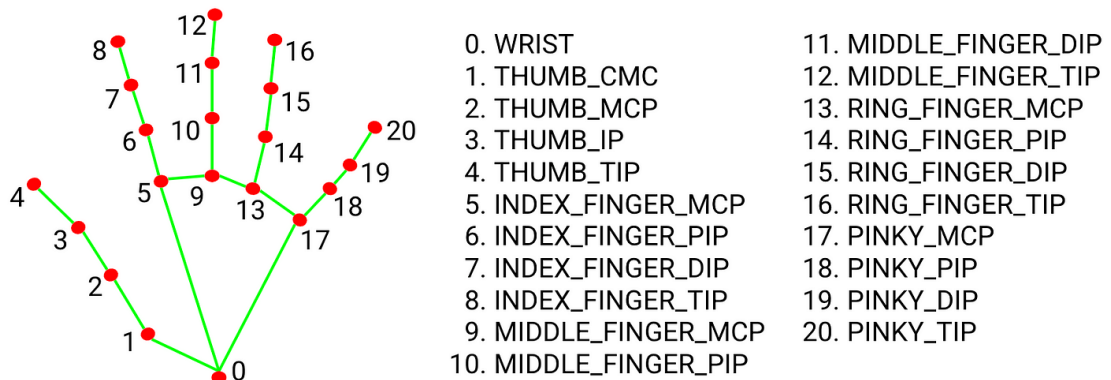 12
8
16
11
7
15
10
6
14
20
19
4
5
9
13
18
3
17
2
1
0
0. WRIST
1. THUMB_CMC
2. THUMB_MCP
3. THUMB_IP
4. THUMB_TIP
5. INDEX_FINGER_MCP
6. INDEX_FINGER_PIP
7. INDEX_FINGER_DIP
8. INDEX_FINGER_TIP
9. MIDDLE_FINGER_MCP
10. MIDDLE_FINGER_PIP
11. MIDDLE_FINGER_DIP
12. MIDDLE_FINGER_TIP
13. RING_FINGER_MCP
14. RING_FINGER_PIP
15. RING_FINGER_DIP
16. RING_FINGER_TIP
17. PINKY_MCP
18. PINKY_PIP
19. PINKY_DIP
20. PINKY_TIP